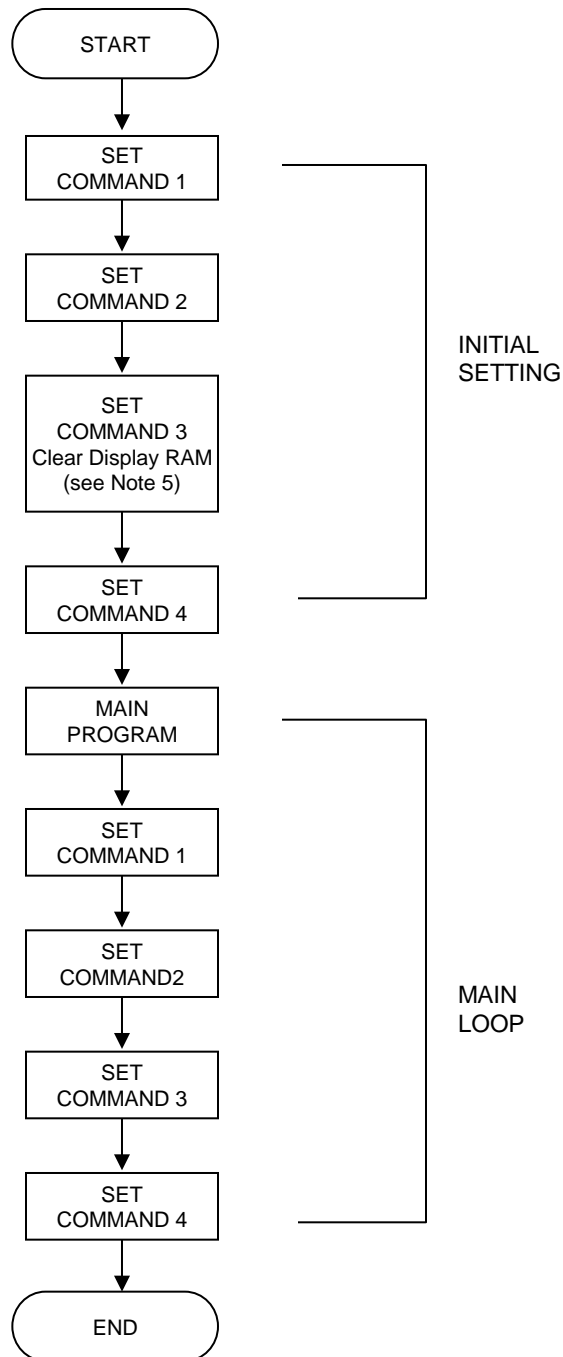 START
SET
COMMAND 1
SET
COMMAND 2
SET
COMMAND 3
Clear Display RAM
(see Note 5)
SET
COMMAND 4
INITIAL
SETTING
MAIN
PROGRAM
SET
COMMAND 1
SET
COMMAND2
SET
COMMAND 3
SET
COMMAND 4
MAIN
LOOP
END